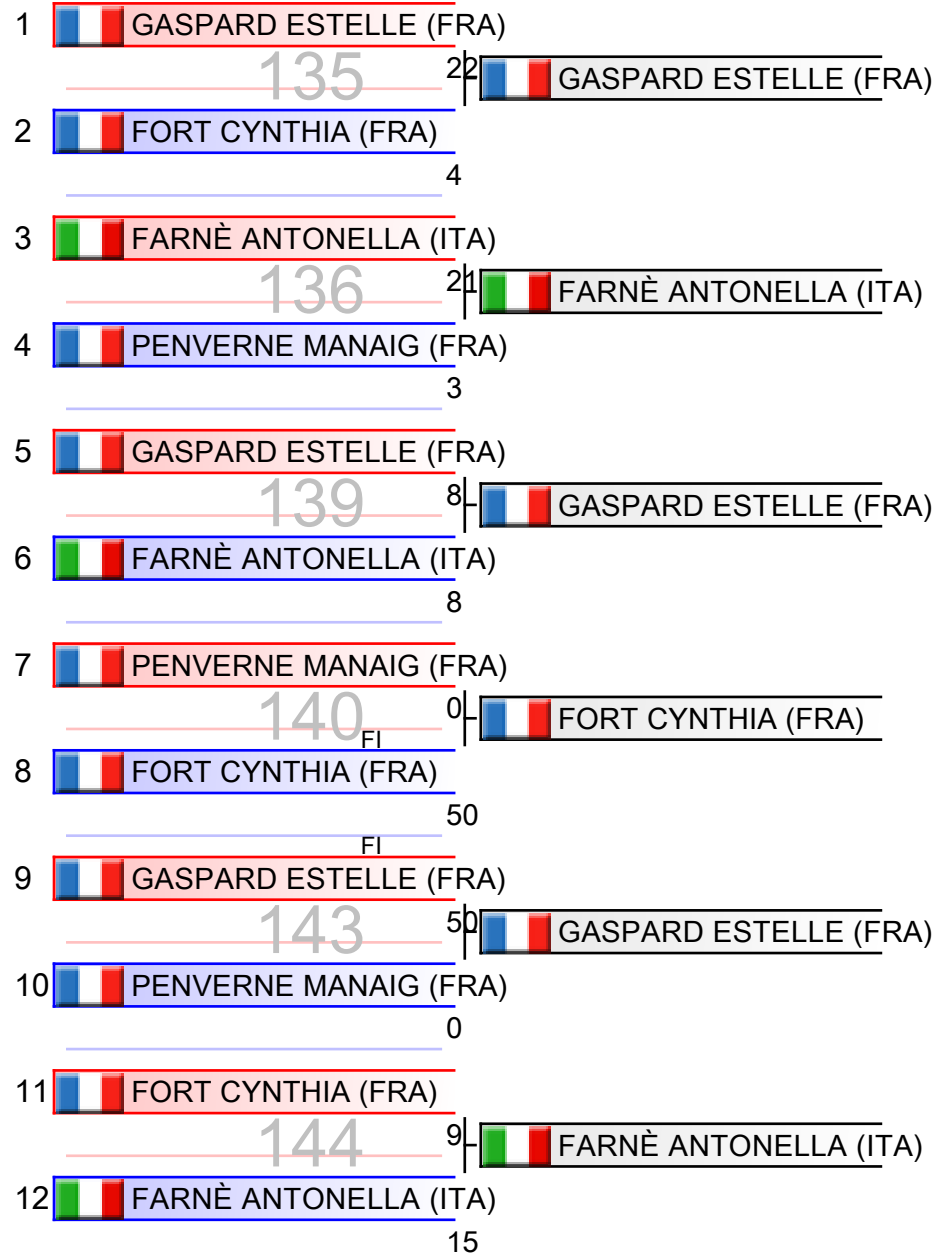 1 GASPARD ESTELLE (FRA)
135
22 GASPARD ESTELLE (FRA)
2 FORT CYNTHIA (FRA)
4
3 FARNÈ ANTONELLA (ITA)
136
21 FARNÈ ANTONELLA (ITA)
4 PENVERNE MANAIG (FRA)
3
5 GASPARD ESTELLE (FRA)
139
8 GASPARD ESTELLE (FRA)
6 FARNÈ ANTONELLA (ITA)
8
7 PENVERNE MANAIG (FRA)
140
0 FORT CYNTHIA (FRA)
FI
8 FORT CYNTHIA (FRA)
50
FI
9 GASPARD ESTELLE (FRA)
143
50 GASPARD ESTELLE (FRA)
10 PENVERNE MANAIG (FRA)
0
11 FORT CYNTHIA (FRA)
144
9 FARNÈ ANTONELLA (ITA)
12 FARNÈ ANTONELLA (ITA)
15